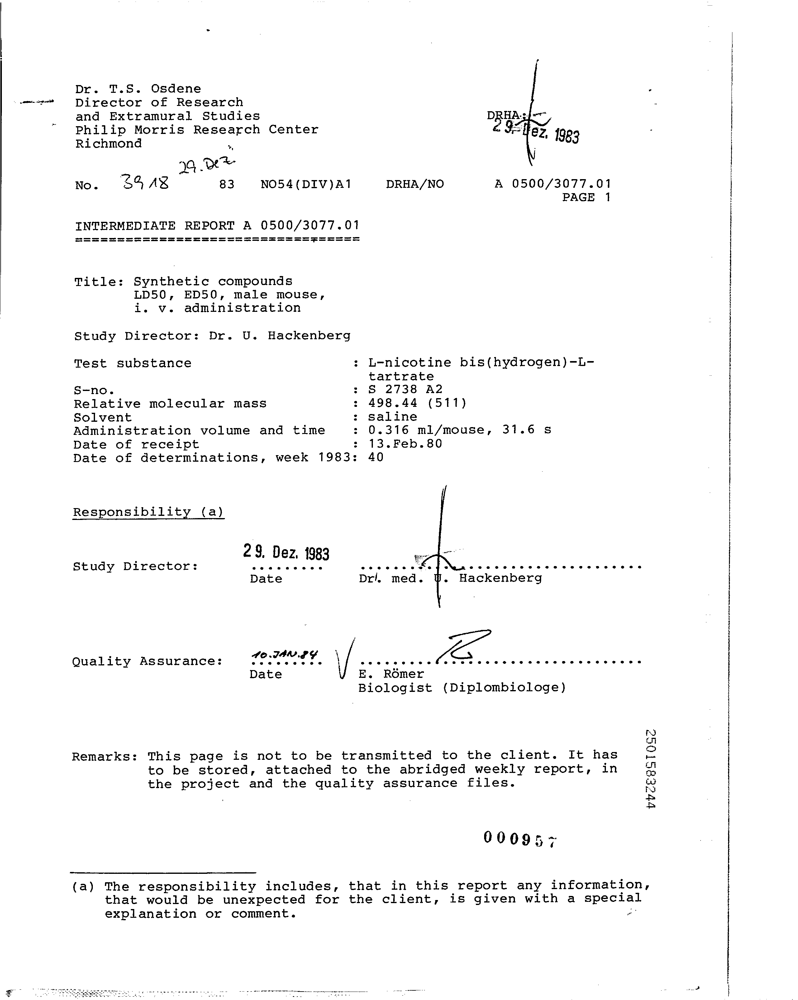 Dr. T.S. Osdene
Director of Research
and Extramural Studies
Philip Morris Research Center
Richmond
DRHA:
29. Dez. 1983
29. Dez
No. 3918 83 NO54(DIV)A1 DRHA/NO A 0500/3077.01
PAGE 1
INTERMEDIATE REPORT A 0500/3077.01
==================================
Title: Synthetic compounds
LD50, ED50, male mouse,
i. v. administration
Study Director: Dr. U. Hackenberg
Test substance : L-nicotine bis(hydrogen)-L-
tartrate
S-no. : S 2738 A2
Relative molecular mass : 498.44 (511)
Solvent : saline
Administration volume and time : 0.316 ml/mouse, 31.6 s
Date of receipt : 13.Feb.80
Date of determinations, week 1983: 40
Responsibility (a)
29. Dez. 1983
Study Director: ......... ..................................
Date Dr. med. U. Hackenberg
10.JAN.84
Quality Assurance: ......... ..................................
Date E. Römer
Biologist (Diplombiologe)
Remarks: This page is not to be transmitted to the client. It has
to be stored, attached to the abridged weekly report, in
the project and the quality assurance files.
2501583244
000957
(a) The responsibility includes, that in this report any information,
that would be unexpected for the client, is given with a special
explanation or comment.